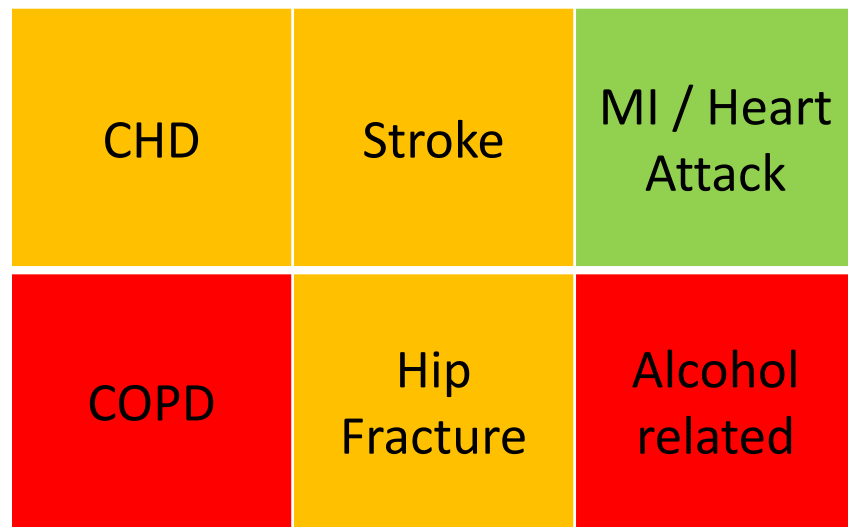 CHD
Stroke
MI / Heart
Attack
COPD
Hip
Fracture
Alcohol
related